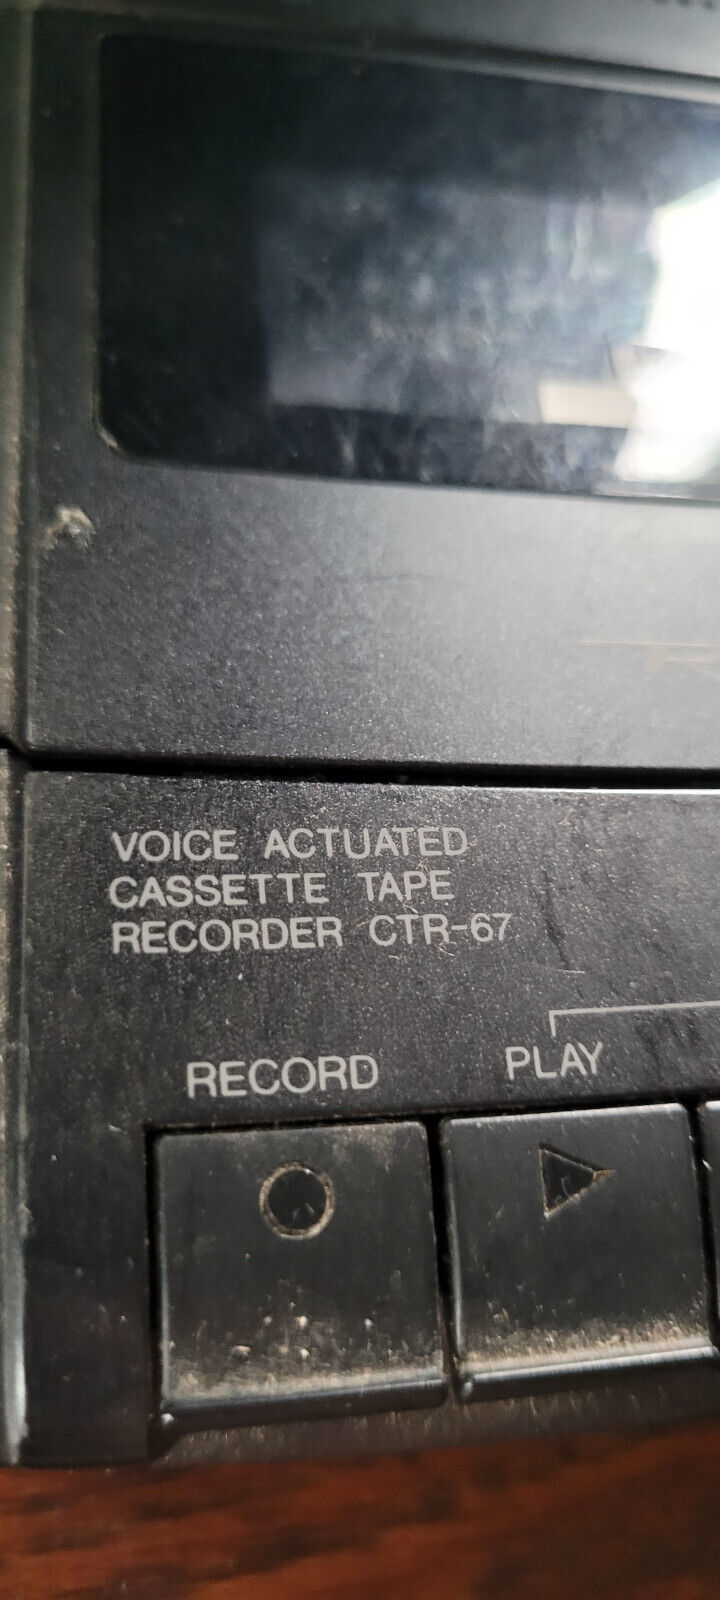 VOICE ACTUATED
CASSETTE TAPE
RECORDER CTR-67
RECORD
PLAY